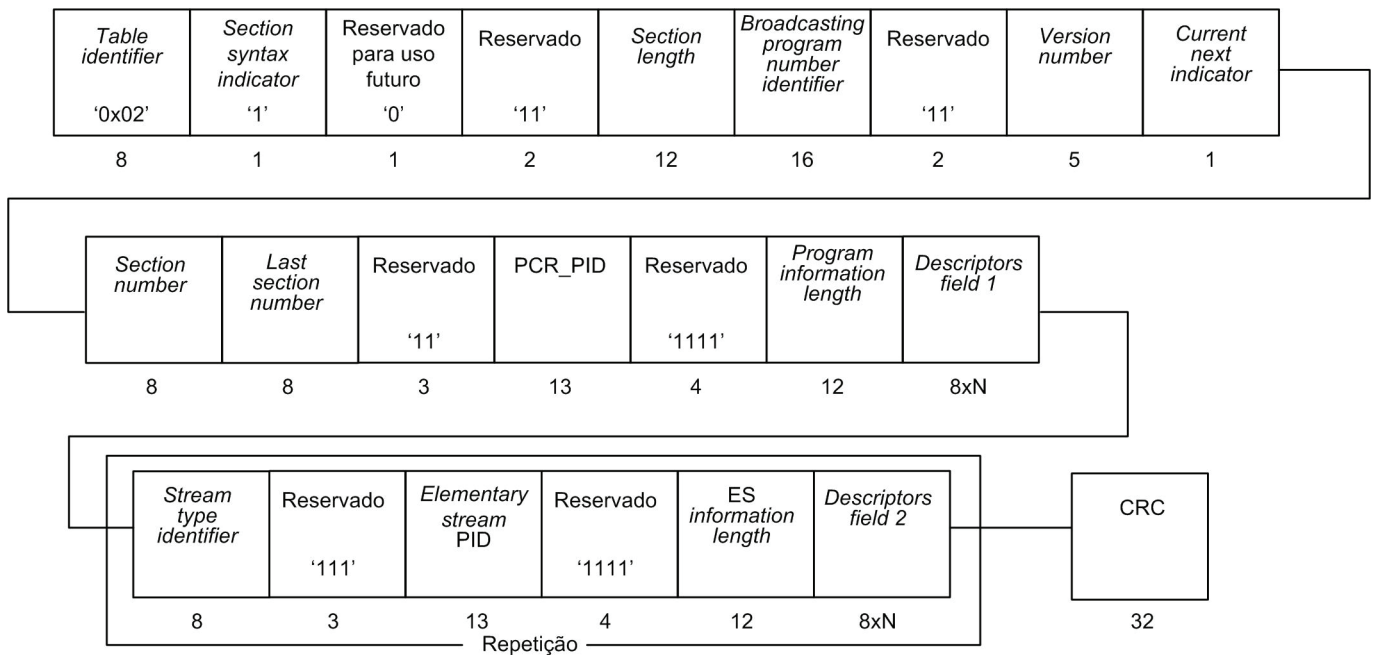 Table
identifier
‘0x02’
Section
syntax
indicator
‘1’
Reservado
para uso
futuro
‘0’
Reservado
‘11’
Section
length
Broadcasting
program
number
identifier
Reservado
‘11’
Version
number
Current
next
indicator
8 1 1 2 12 16 2 5 1
Section
number
Last
section
number
Reservado
‘11’
PCR_PID
Reservado
‘1111’
Program
information
length
Descriptors
field 1
8 8 3 13 4 12 8xN
Stream
type
identifier
Reservado
‘111’
Elementary
stream
PID
Reservado
‘1111’
ES
information
length
Descriptors
field 2
CRC
8 3 13 4 12 8xN 32
Repetição